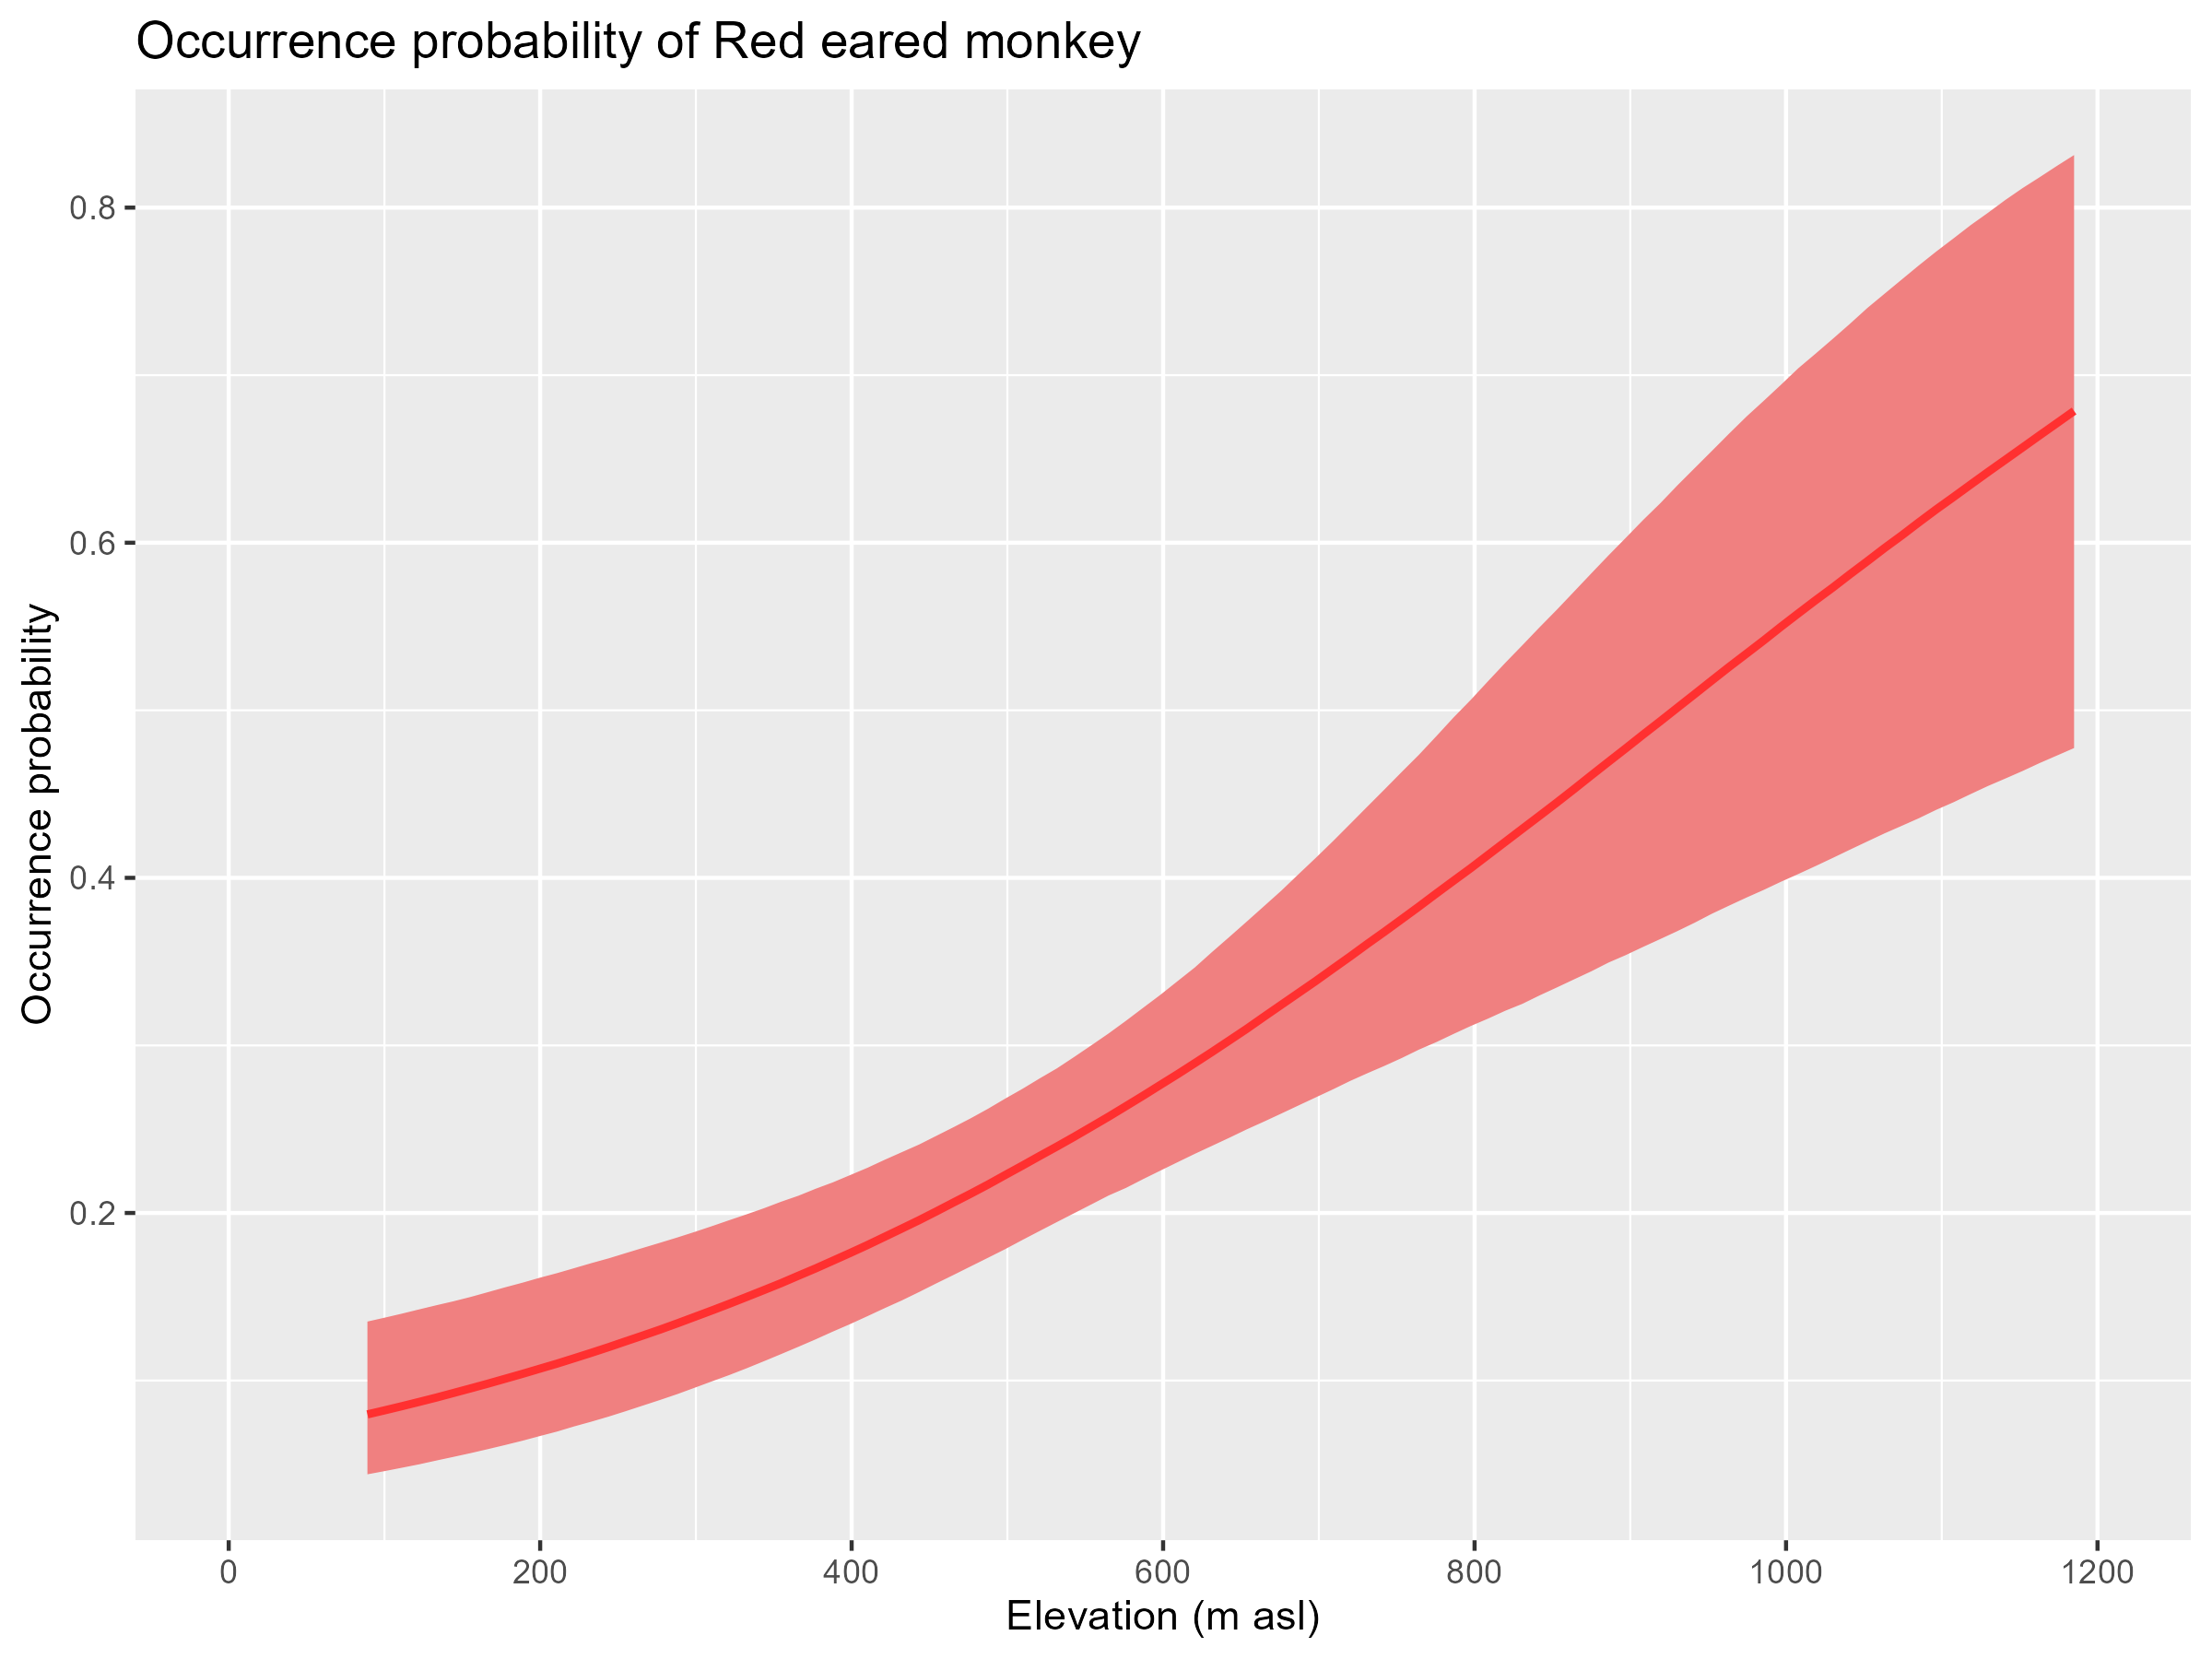 Occurrence probability of Red eared monkey
Occurrence probability
0.8
0.6
0.4
0.2
0 200 400 600 800 1000 1200
Elevation (m asl)